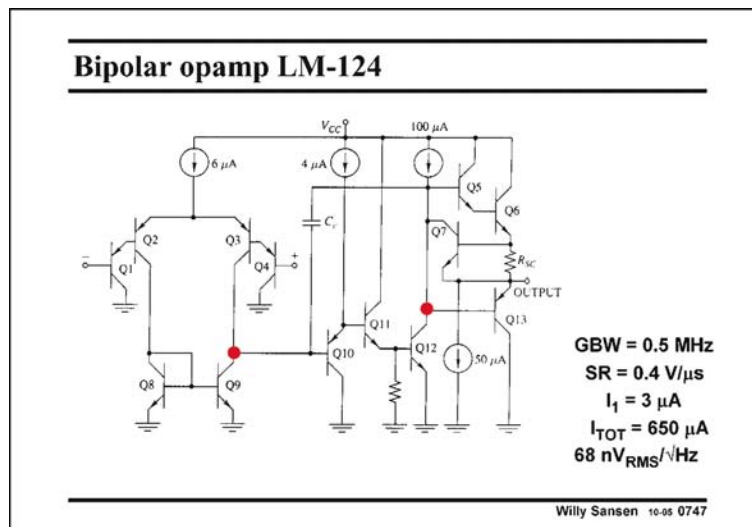 Bipolar opamp LM-124
V_CC
100 μA
6 μA
4 μA
Q5
Q6
Q2
Q3
C_c
Q7
Q1
Q4
R_SC
− +
OUTPUT
Q11
Q13
Q10
Q12
50 μA
Q8
Q9
GBW = 0.5 MHz
SR = 0.4 V/μs
I_1 = 3 μA
I_TOT = 650 μA
68 nV_RMS/√Hz
Willy Sansen 10-05 0747